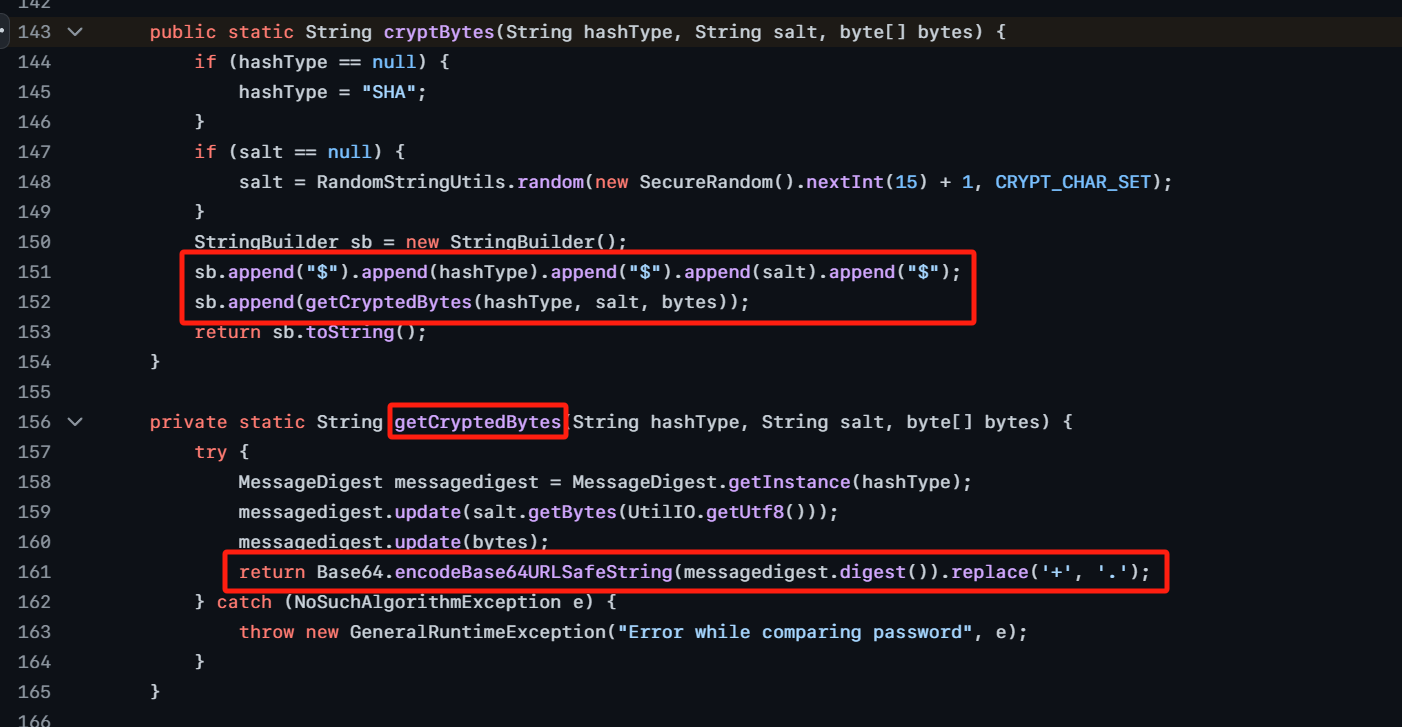 142
143 public static String cryptBytes(String hashType, String salt, byte[] bytes) {
144 if (hashType == null) {
145 hashType = "SHA";
146 }
147 if (salt == null) {
148 salt = RandomStringUtils.random(new SecureRandom().nextInt(15) + 1, CRYPT_CHAR_SET);
149 }
150 StringBuilder sb = new StringBuilder();
151 sb.append("$").append(hashType).append("$").append(salt).append("$");
152 sb.append(getCryptedBytes(hashType, salt, bytes));
153 return sb.toString();
154 }
155
156 private static String getCryptedBytes(String hashType, String salt, byte[] bytes) {
157 try {
158 MessageDigest messagedigest = MessageDigest.getInstance(hashType);
159 messagedigest.update(salt.getBytes(UtilIO.getUtf8()));
160 messagedigest.update(bytes);
161 return Base64.encodeBase64URLSafeString(messagedigest.digest()).replace('+', '.');
162 } catch (NoSuchAlgorithmException e) {
163 throw new GeneralRuntimeException("Error while comparing password", e);
164 }
165 }
166